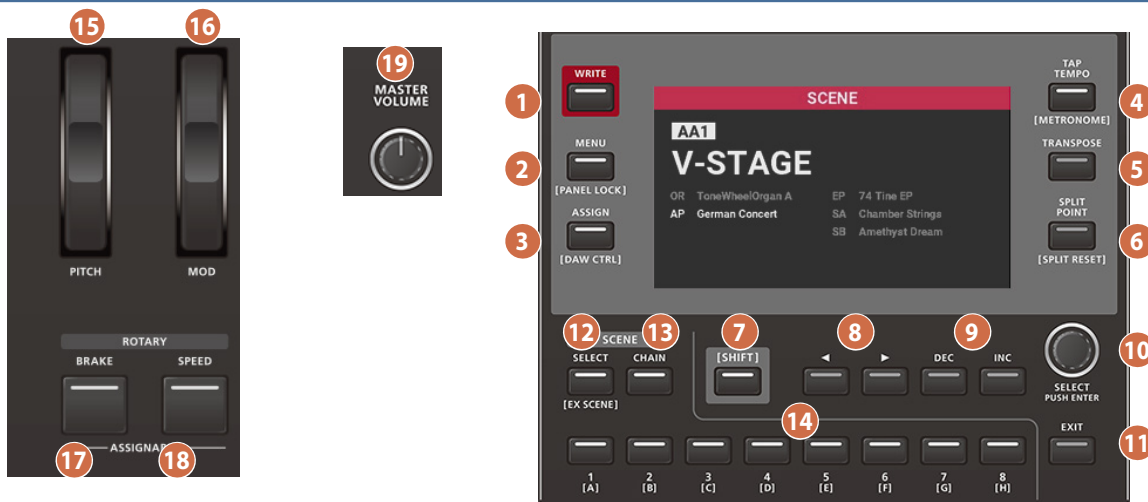 15
16
PITCH
MOD
ROTARY
BRAKE
SPEED
17
18
19
MASTER
VOLUME
1
WRITE
2
MENU
[PANEL LOCK]
3
ASSIGN
[DAW CTRL]
SCENE
AA1
V-STAGE
OR ToneWheelOrgan A
EP 74 Tine EP
AP German Concert
SA Chamber Strings
SB Amethyst Dream
TAP
TEMPO
4
[METRONOME]
TRANSPOSE
5
SPLIT
POINT
6
[SPLIT RESET]
12
SCENE
13
SELECT
CHAIN
[EX SCENE]
7
[SHIFT]
8
◄
►
9
DEC
INC
10
SELECT
PUSH ENTER
EXIT
11
14
1
[A]
2
[B]
3
[C]
4
[D]
5
[E]
6
[F]
7
[G]
8
[H]